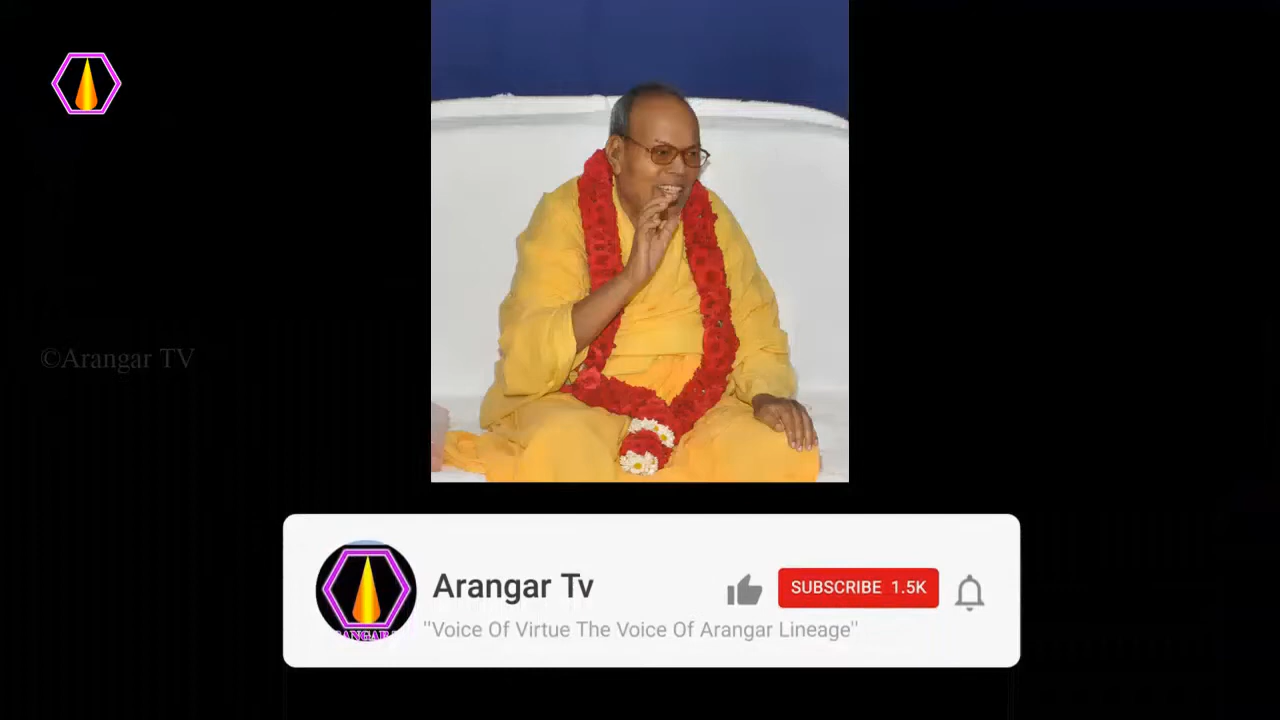 ©Arangar TV
Arangar Tv
SUBSCRIBE 1.5K
"Voice Of Virtue The Voice Of Arangar Lineage"